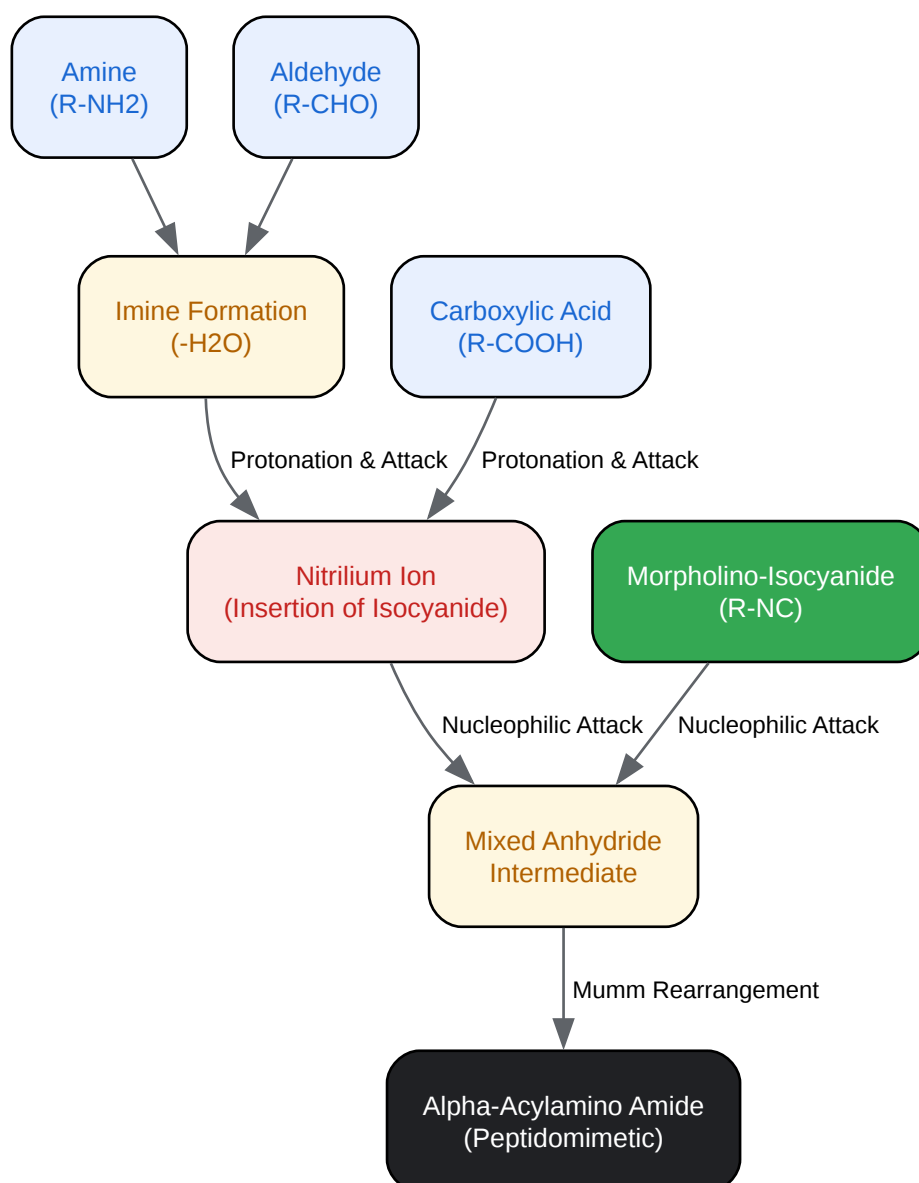 Amine
(R-NH2)
Aldehyde
(R-CHO)
Imine Formation
(-H2O)
Carboxylic Acid
(R-COOH)
Protonation & Attack
Protonation & Attack
Nitrilium Ion
(Insertion of Isocyanide)
Morpholino-Isocyanide
(R-NC)
Nucleophilic Attack
Nucleophilic Attack
Mixed Anhydride
Intermediate
Mumm Rearrangement
Alpha-Acylamino Amide
(Peptidomimetic)